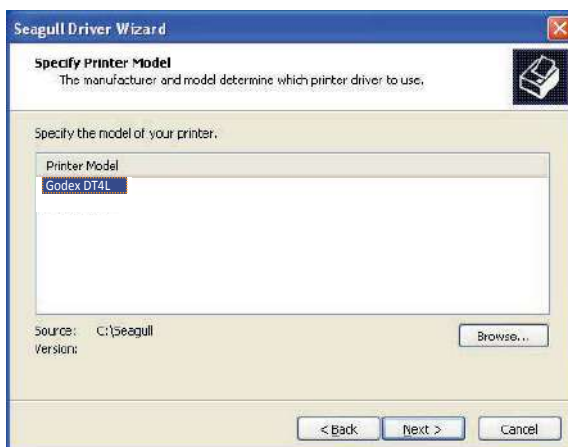 Seagull Driver Wizard
Specify Printer Model
The manufacturer and model determine which printer driver to use.
Specify the model of your printer.
Printer Model
Godex DT4L
Source: C:\Seagull
Version:
Browse...
< Back Next > Cancel